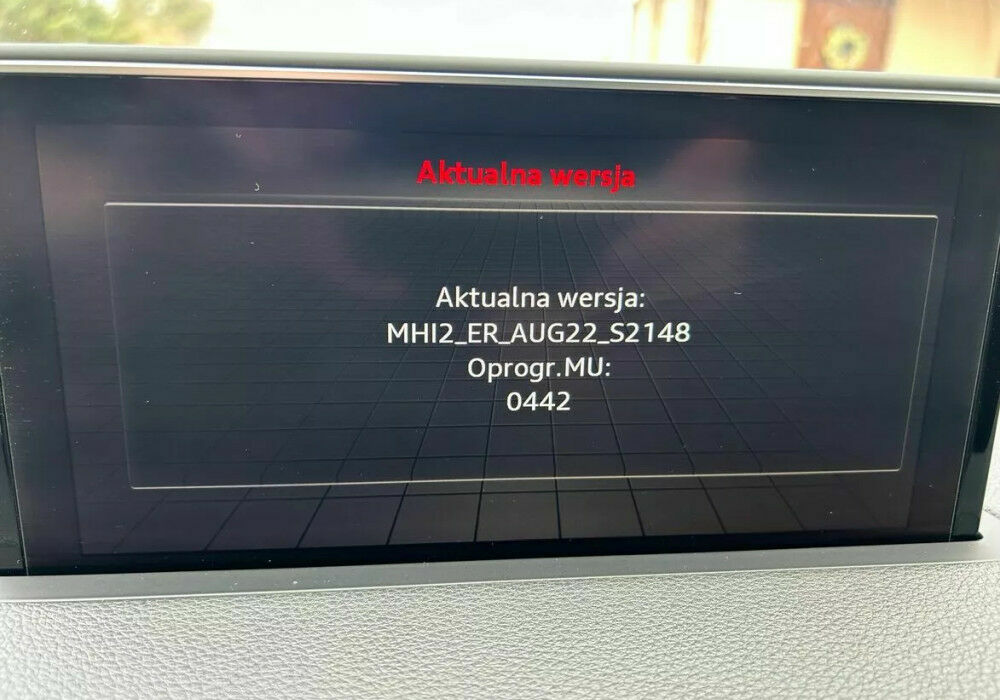 Aktualna wersja
Aktualna wersja:
MHI2_ER_AUG22_S2148
Oprogr.MU:
0442